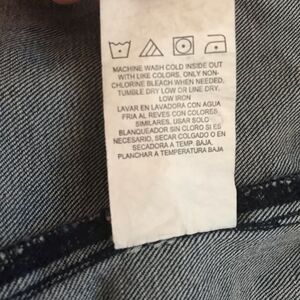 MACHINE WASH COLD INSIDE OUT
WITH LIKE COLORS, ONLY NON-
CHLORINE BLEACH WHEN NEEDED,
TUMBLE DRY LOW OR LINE DRY,
LOW IRON
LAVAR EN LAVADORA CON AGUA
FRIA AL REVES CON COLORES
SIMILARES, USAR SOLO
BLANQUEADOR SIN CLORO SI ES
NECESARIO, SECAR COLGADO O EN
SECADORA A TEMP. BAJA,
PLANCHAR A TEMPERATURA BAJA